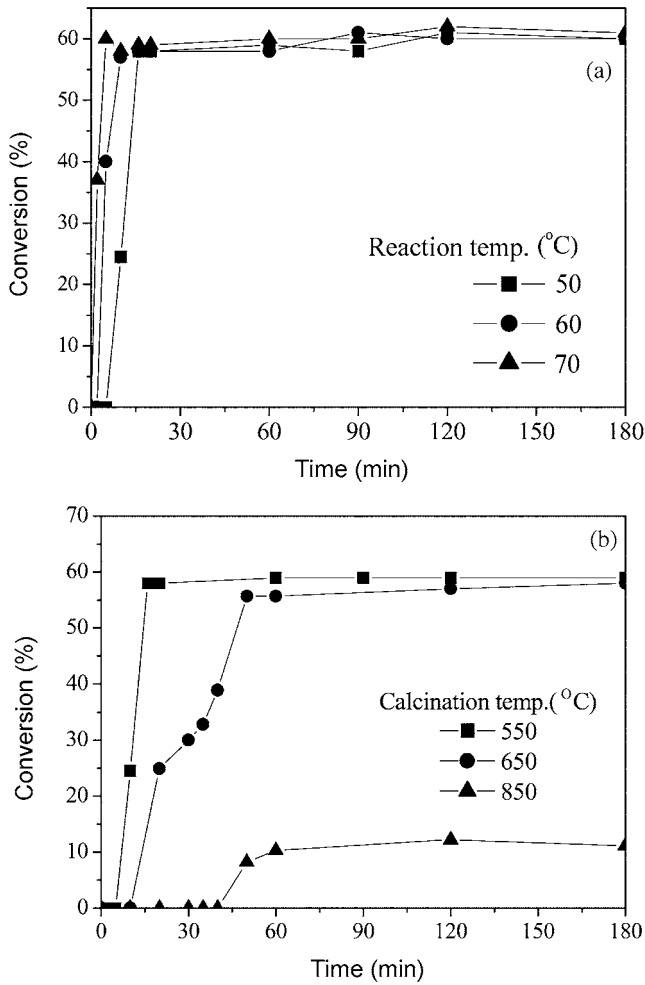 60
50
40
30
20
10
0
Conversion (%)
(a)
Reaction temp. (°C)
50
60
70
0 30 60 90 120 150 180
Time (min)
70
60
50
40
30
20
10
0
Conversion (%)
(b)
Calcination temp.(°C)
550
650
850
0 30 60 90 120 150 180
Time (min)